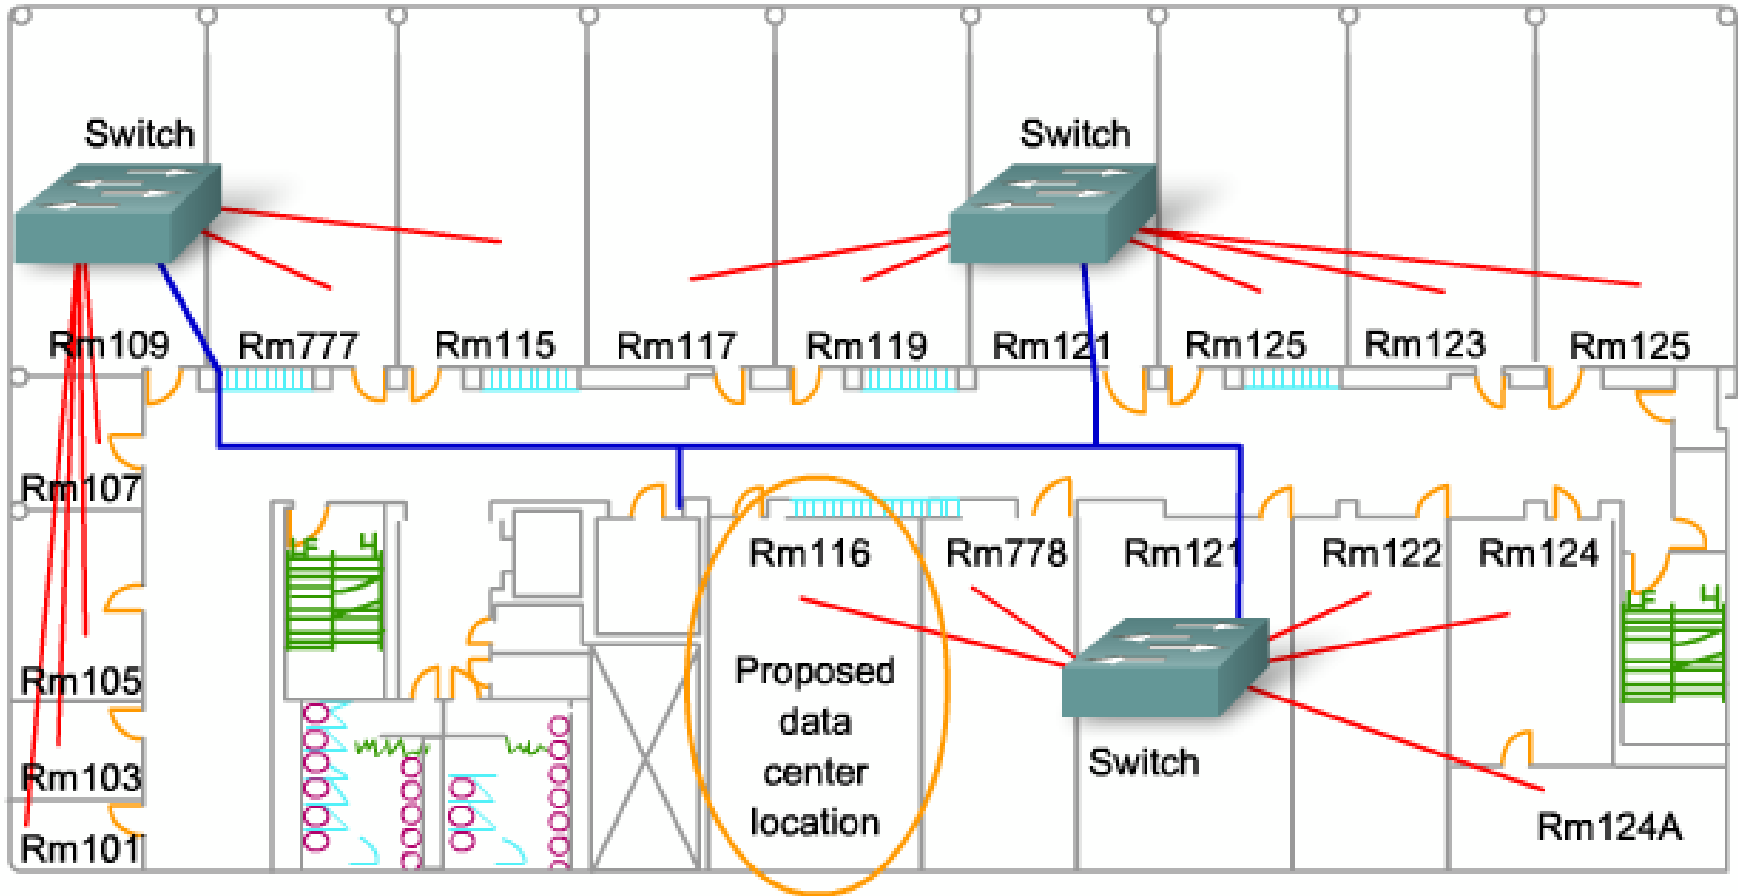 Switch
Switch
Rm109
Rm777
Rm115
Rm117
Rm119
Rm121
Rm125
Rm123
Rm125
Rm107
Rm116
Rm778
Rm121
Rm122
Rm124
Rm105
Proposed
data
center
location
Switch
Rm103
Rm124A
Rm101